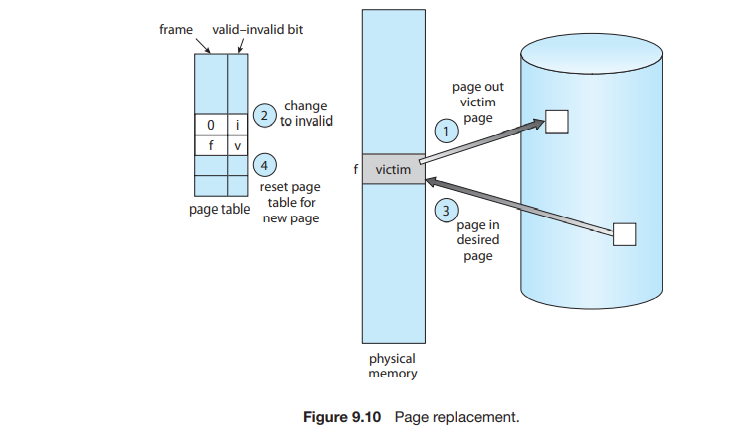 frame valid–invalid bit
page out
victim
page
1
change
to invalid
2
0 i
f v
4
f victim
reset page
table for
new page
page table
3
page in
desired
page
physical
memory
Figure 9.10 Page replacement.